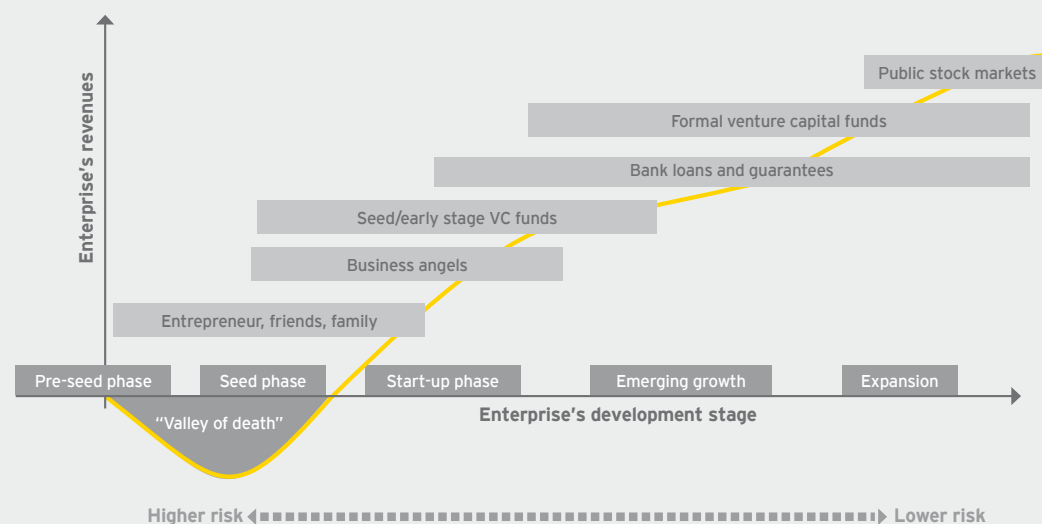 Enterprise's revenues
Public stock markets
Formal venture capital funds
Bank loans and guarantees
Seed/early stage VC funds
Business angels
Entrepreneur, friends, family
Pre-seed phase
Seed phase
Start-up phase
Emerging growth
Expansion
"Valley of death"
Enterprise's development stage
Higher risk
Lower risk